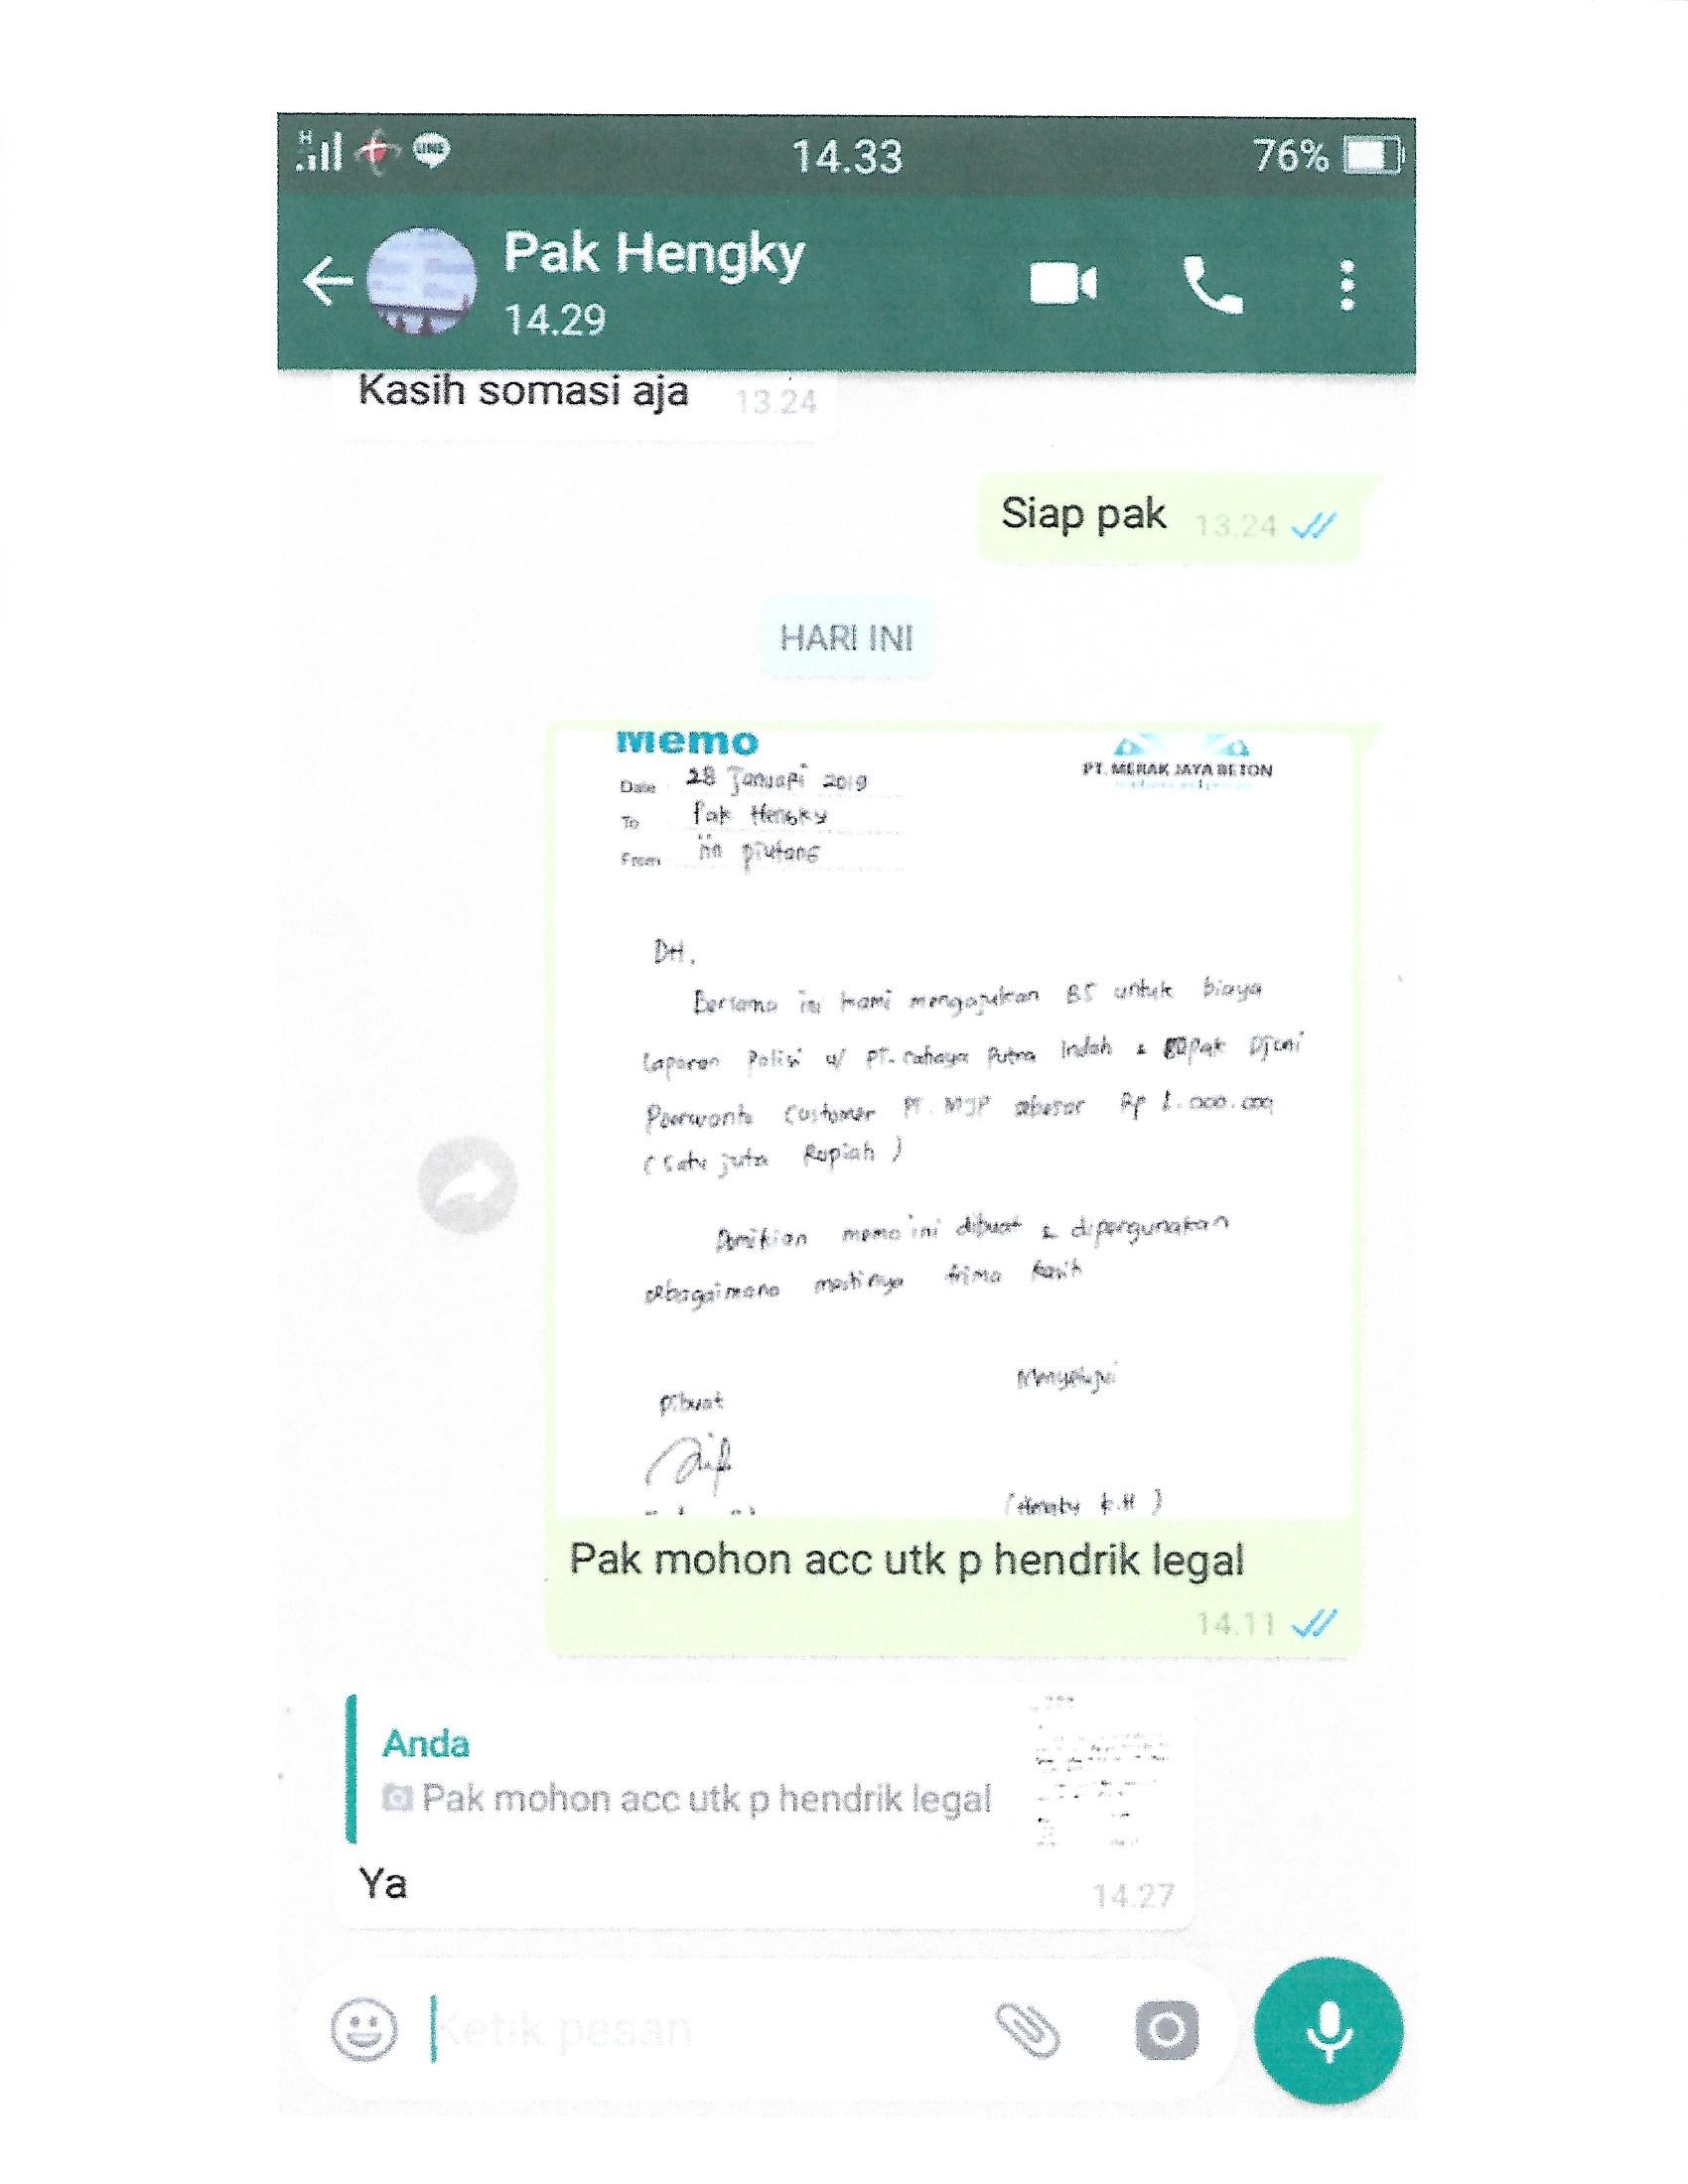 H
LINE
14.33
76%
Pak Hengky
14.29
Kasih somasi aja 13.24
Siap pak 13.24
HARI INI
Memo
PT. MERAK JAYA BETON
Date 28 Januari 2019
To Pak Hengky
From iin piutang
DH.
Bersama ini kami mengajukan BS untuk biaya
Laporan Polisi u/ PT. Cahaya Putra Indah & Pak Djuni
Poerwanto Customer PT. MJP sebesar Rp 1.000.000
(Satu juta Rupiah)
Demikian memo ini dibuat & dipergunakan
sebagaimana mestinya trima kasih
Menyetujui
Dibuat
(Hengky K.H)
Pak mohon acc utk p hendrik legal
14.11
Anda
Pak mohon acc utk p hendrik legal
Ya
14.27
Ketik pesan